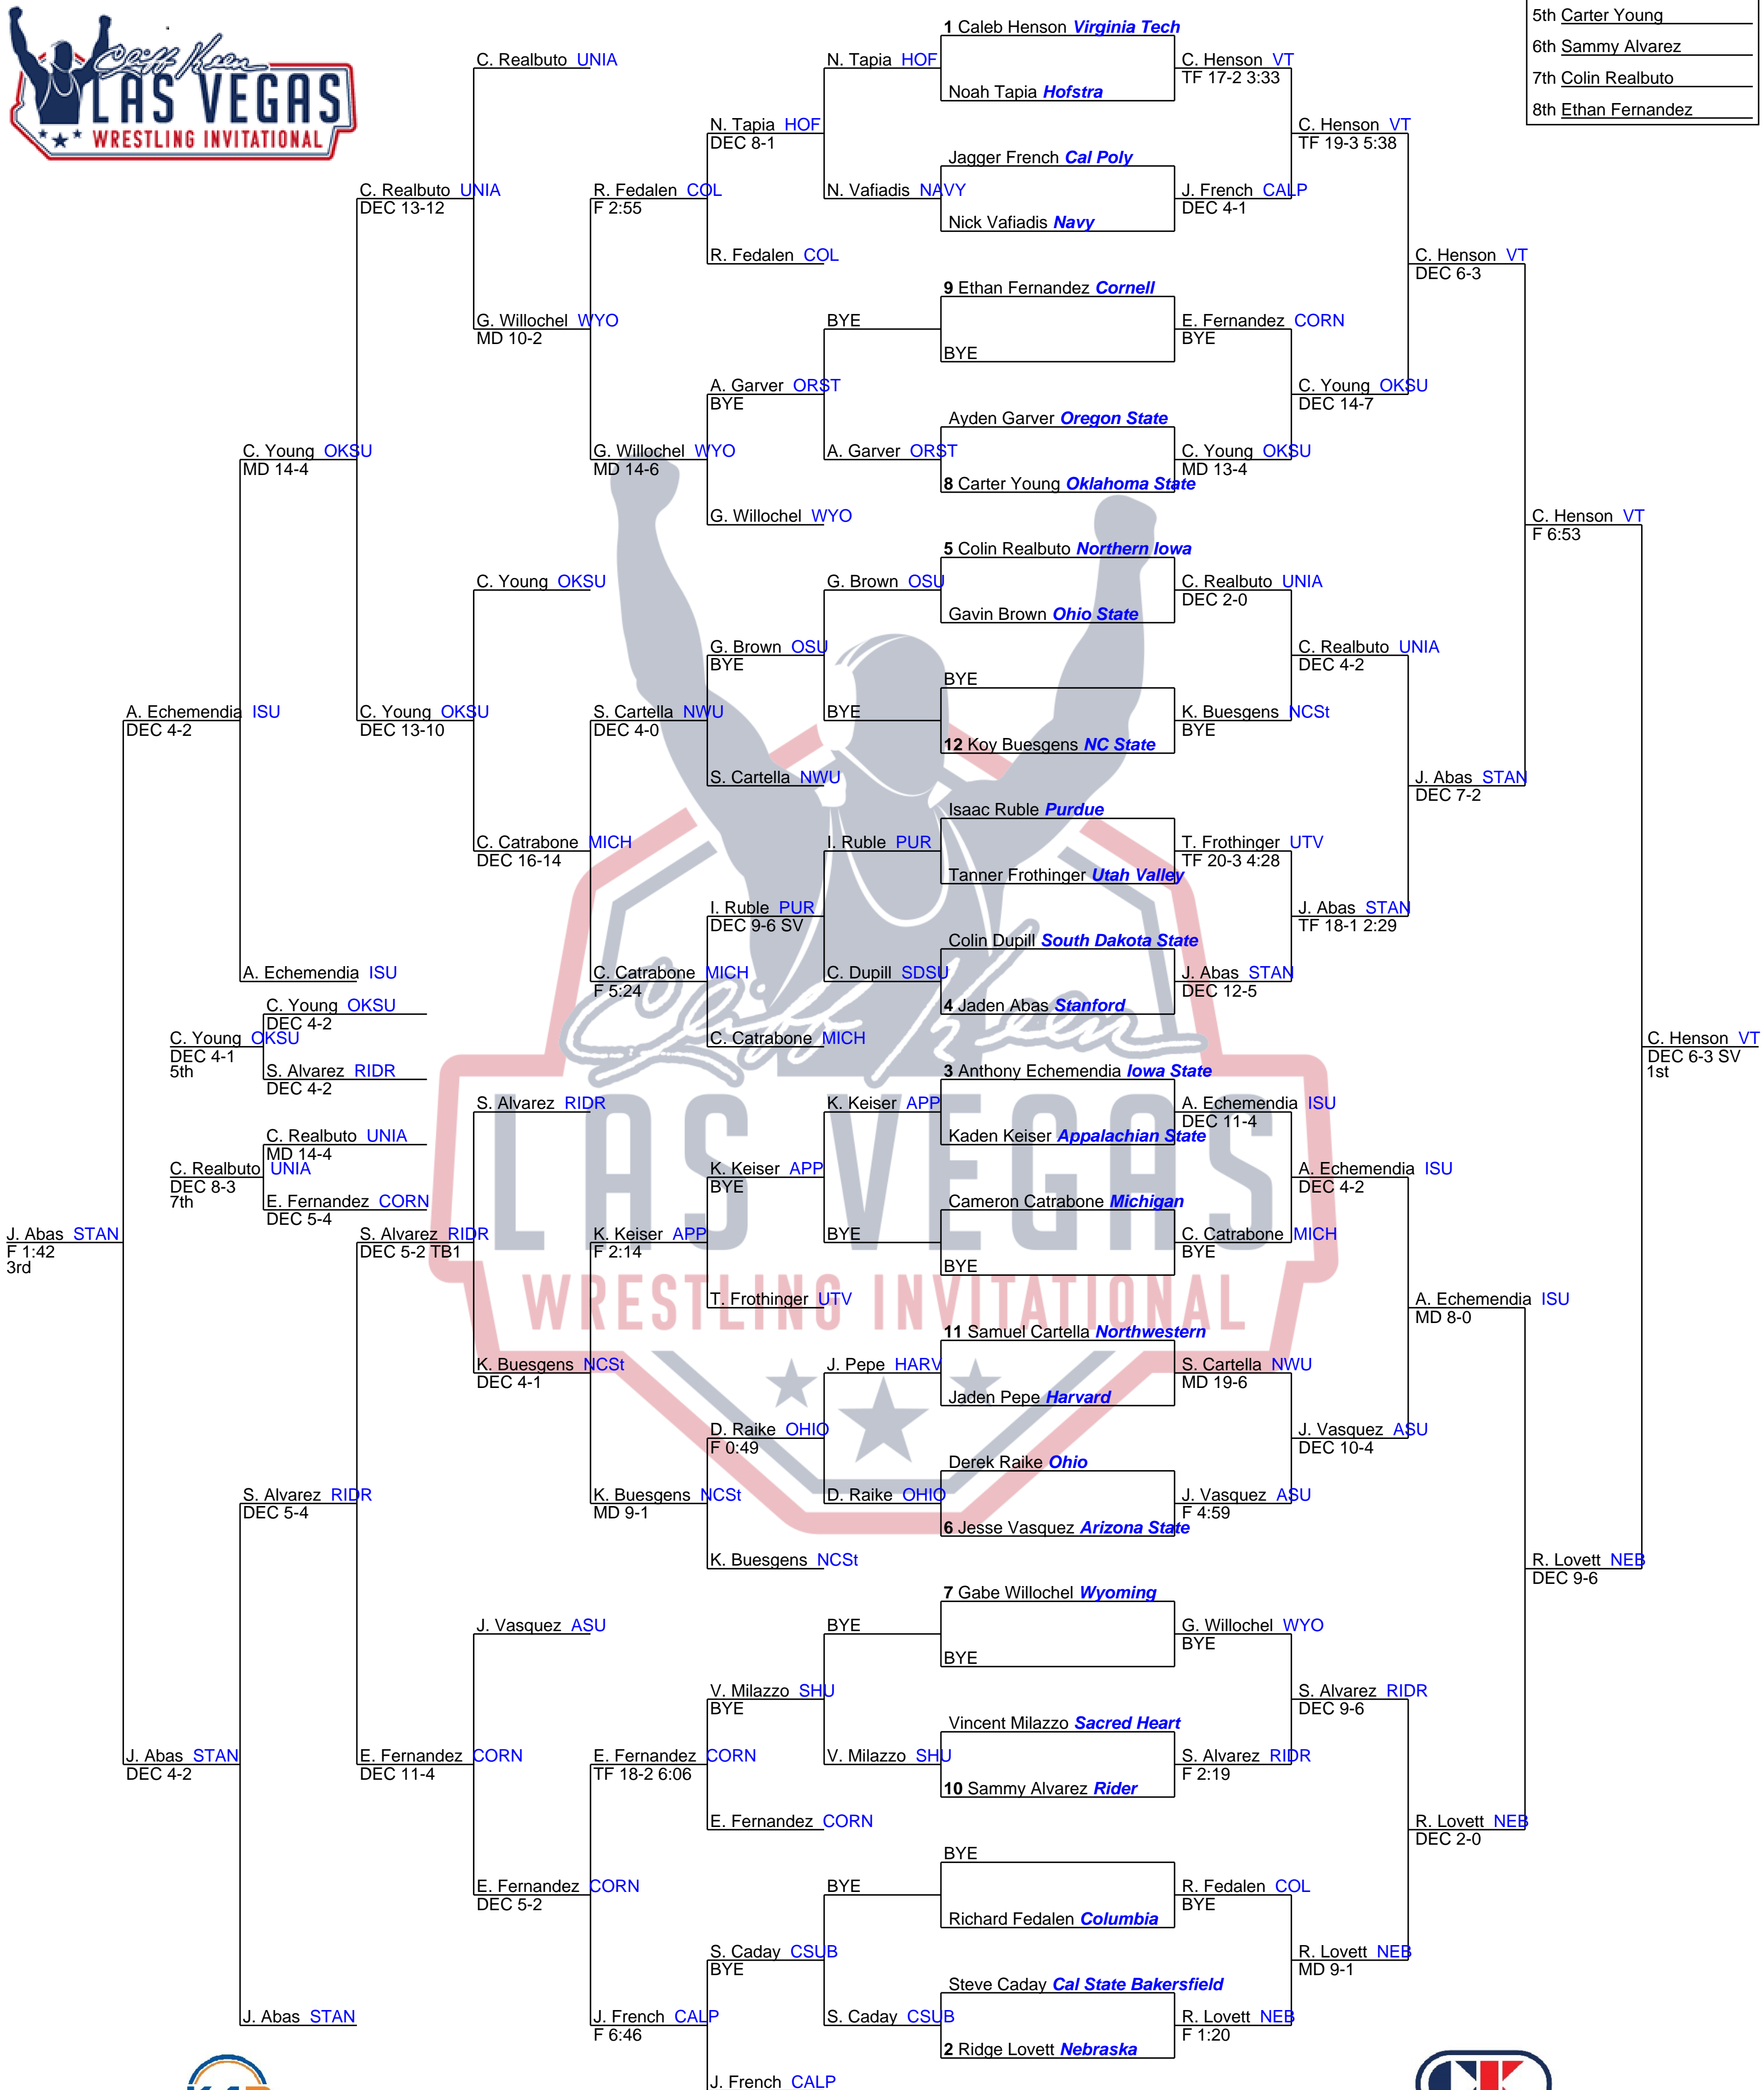 Cliff Keen
LAS VEGAS
WRESTLING INVITATIONAL
5th Carter Young
6th Sammy Alvarez
7th Colin Realbuto
8th Ethan Fernandez
J. Abas STAN
F 1:42
3rd
A. Echemendia ISU
DEC 4-2
J. Abas STAN
DEC 4-2
C. Young OKSU
DEC 4-1
5th
C. Realbuto UNIA
DEC 8-3
7th
C. Young OKSU
MD 14-4
A. Echemendia ISU
C. Young OKSU
DEC 4-2
S. Alvarez RIDR
DEC 4-2
C. Realbuto UNIA
MD 14-4
E. Fernandez CORN
DEC 5-4
S. Alvarez RIDR
DEC 5-4
J. Abas STAN
C. Realbuto UNIA
DEC 13-12
C. Young OKSU
DEC 13-10
S. Alvarez RIDR
DEC 5-2 TB1
E. Fernandez CORN
DEC 11-4
C. Realbuto UNIA
G. Willochel WYO
MD 10-2
C. Young OKSU
C. Catrabone MICH
DEC 16-14
S. Alvarez RIDR
K. Buesgens NCSt
DEC 4-1
J. Vasquez ASU
E. Fernandez CORN
DEC 5-2
R. Fedalen COL
F 2:55
G. Willochel WYO
MD 14-6
S. Cartella NWU
DEC 4-0
C. Catrabone MICH
F 5:24
K. Keiser APP
F 2:14
K. Buesgens NCSt
MD 9-1
E. Fernandez CORN
TF 18-2 6:06
J. French CALP
F 6:46
N. Tapia HOF
DEC 8-1
R. Fedalen COL
A. Garver ORST
BYE
G. Willochel WYO
G. Brown OSU
BYE
S. Cartella NWU
I. Ruble PUR
DEC 9-6 SV
C. Catrabone MICH
K. Keiser APP
BYE
T. Frothinger UTV
D. Raike OHIO
F 0:49
K. Buesgens NCSt
V. Milazzo SHU
BYE
E. Fernandez CORN
S. Caday CSUB
BYE
J. French CALP
N. Tapia HOF
N. Vafiadis NAVY
BYE
A. Garver ORST
G. Brown OSU
BYE
I. Ruble PUR
C. Dupill SDSU
K. Keiser APP
BYE
J. Pepe HARV
D. Raike OHIO
BYE
V. Milazzo SHU
BYE
S. Caday CSUB
1 Caleb Henson Virginia Tech
Noah Tapia Hofstra
Jagger French Cal Poly
Nick Vafiadis Navy
9 Ethan Fernandez Cornell
BYE
Ayden Garver Oregon State
8 Carter Young Oklahoma State
5 Colin Realbuto Northern Iowa
Gavin Brown Ohio State
BYE
12 Koy Buesgens NC State
Isaac Ruble Purdue
Tanner Frothinger Utah Valley
Colin Dupill South Dakota State
4 Jaden Abas Stanford
Cliff Keen
3 Anthony Echemendia Iowa State
Kaden Keiser Appalachian State
LAS VEGAS
Cameron Catrabone Michigan
BYE
WRESTLING INVITATIONAL
11 Samuel Cartella Northwestern
Jaden Pepe Harvard
Derek Raike Ohio
6 Jesse Vasquez Arizona State
7 Gabe Willochel Wyoming
BYE
Vincent Milazzo Sacred Heart
10 Sammy Alvarez Rider
BYE
Richard Fedalen Columbia
Steve Caday Cal State Bakersfield
2 Ridge Lovett Nebraska
C. Henson VT
TF 17-2 3:33
J. French CALP
DEC 4-1
E. Fernandez CORN
BYE
C. Young OKSU
MD 13-4
C. Realbuto UNIA
DEC 2-0
K. Buesgens NCSt
BYE
T. Frothinger UTV
TF 20-3 4:28
J. Abas STAN
DEC 12-5
A. Echemendia ISU
DEC 11-4
C. Catrabone MICH
BYE
S. Cartella NWU
MD 19-6
J. Vasquez ASU
F 4:59
G. Willochel WYO
BYE
S. Alvarez RIDR
F 2:19
R. Fedalen COL
BYE
R. Lovett NEB
F 1:20
C. Henson VT
TF 19-3 5:38
C. Young OKSU
DEC 14-7
C. Realbuto UNIA
DEC 4-2
J. Abas STAN
TF 18-1 2:29
A. Echemendia ISU
DEC 4-2
J. Vasquez ASU
DEC 10-4
S. Alvarez RIDR
DEC 9-6
R. Lovett NEB
MD 9-1
C. Henson VT
DEC 6-3
J. Abas STAN
DEC 7-2
A. Echemendia ISU
MD 8-0
R. Lovett NEB
DEC 2-0
C. Henson VT
F 6:53
R. Lovett NEB
DEC 9-6
C. Henson VT
DEC 6-3 SV
1st